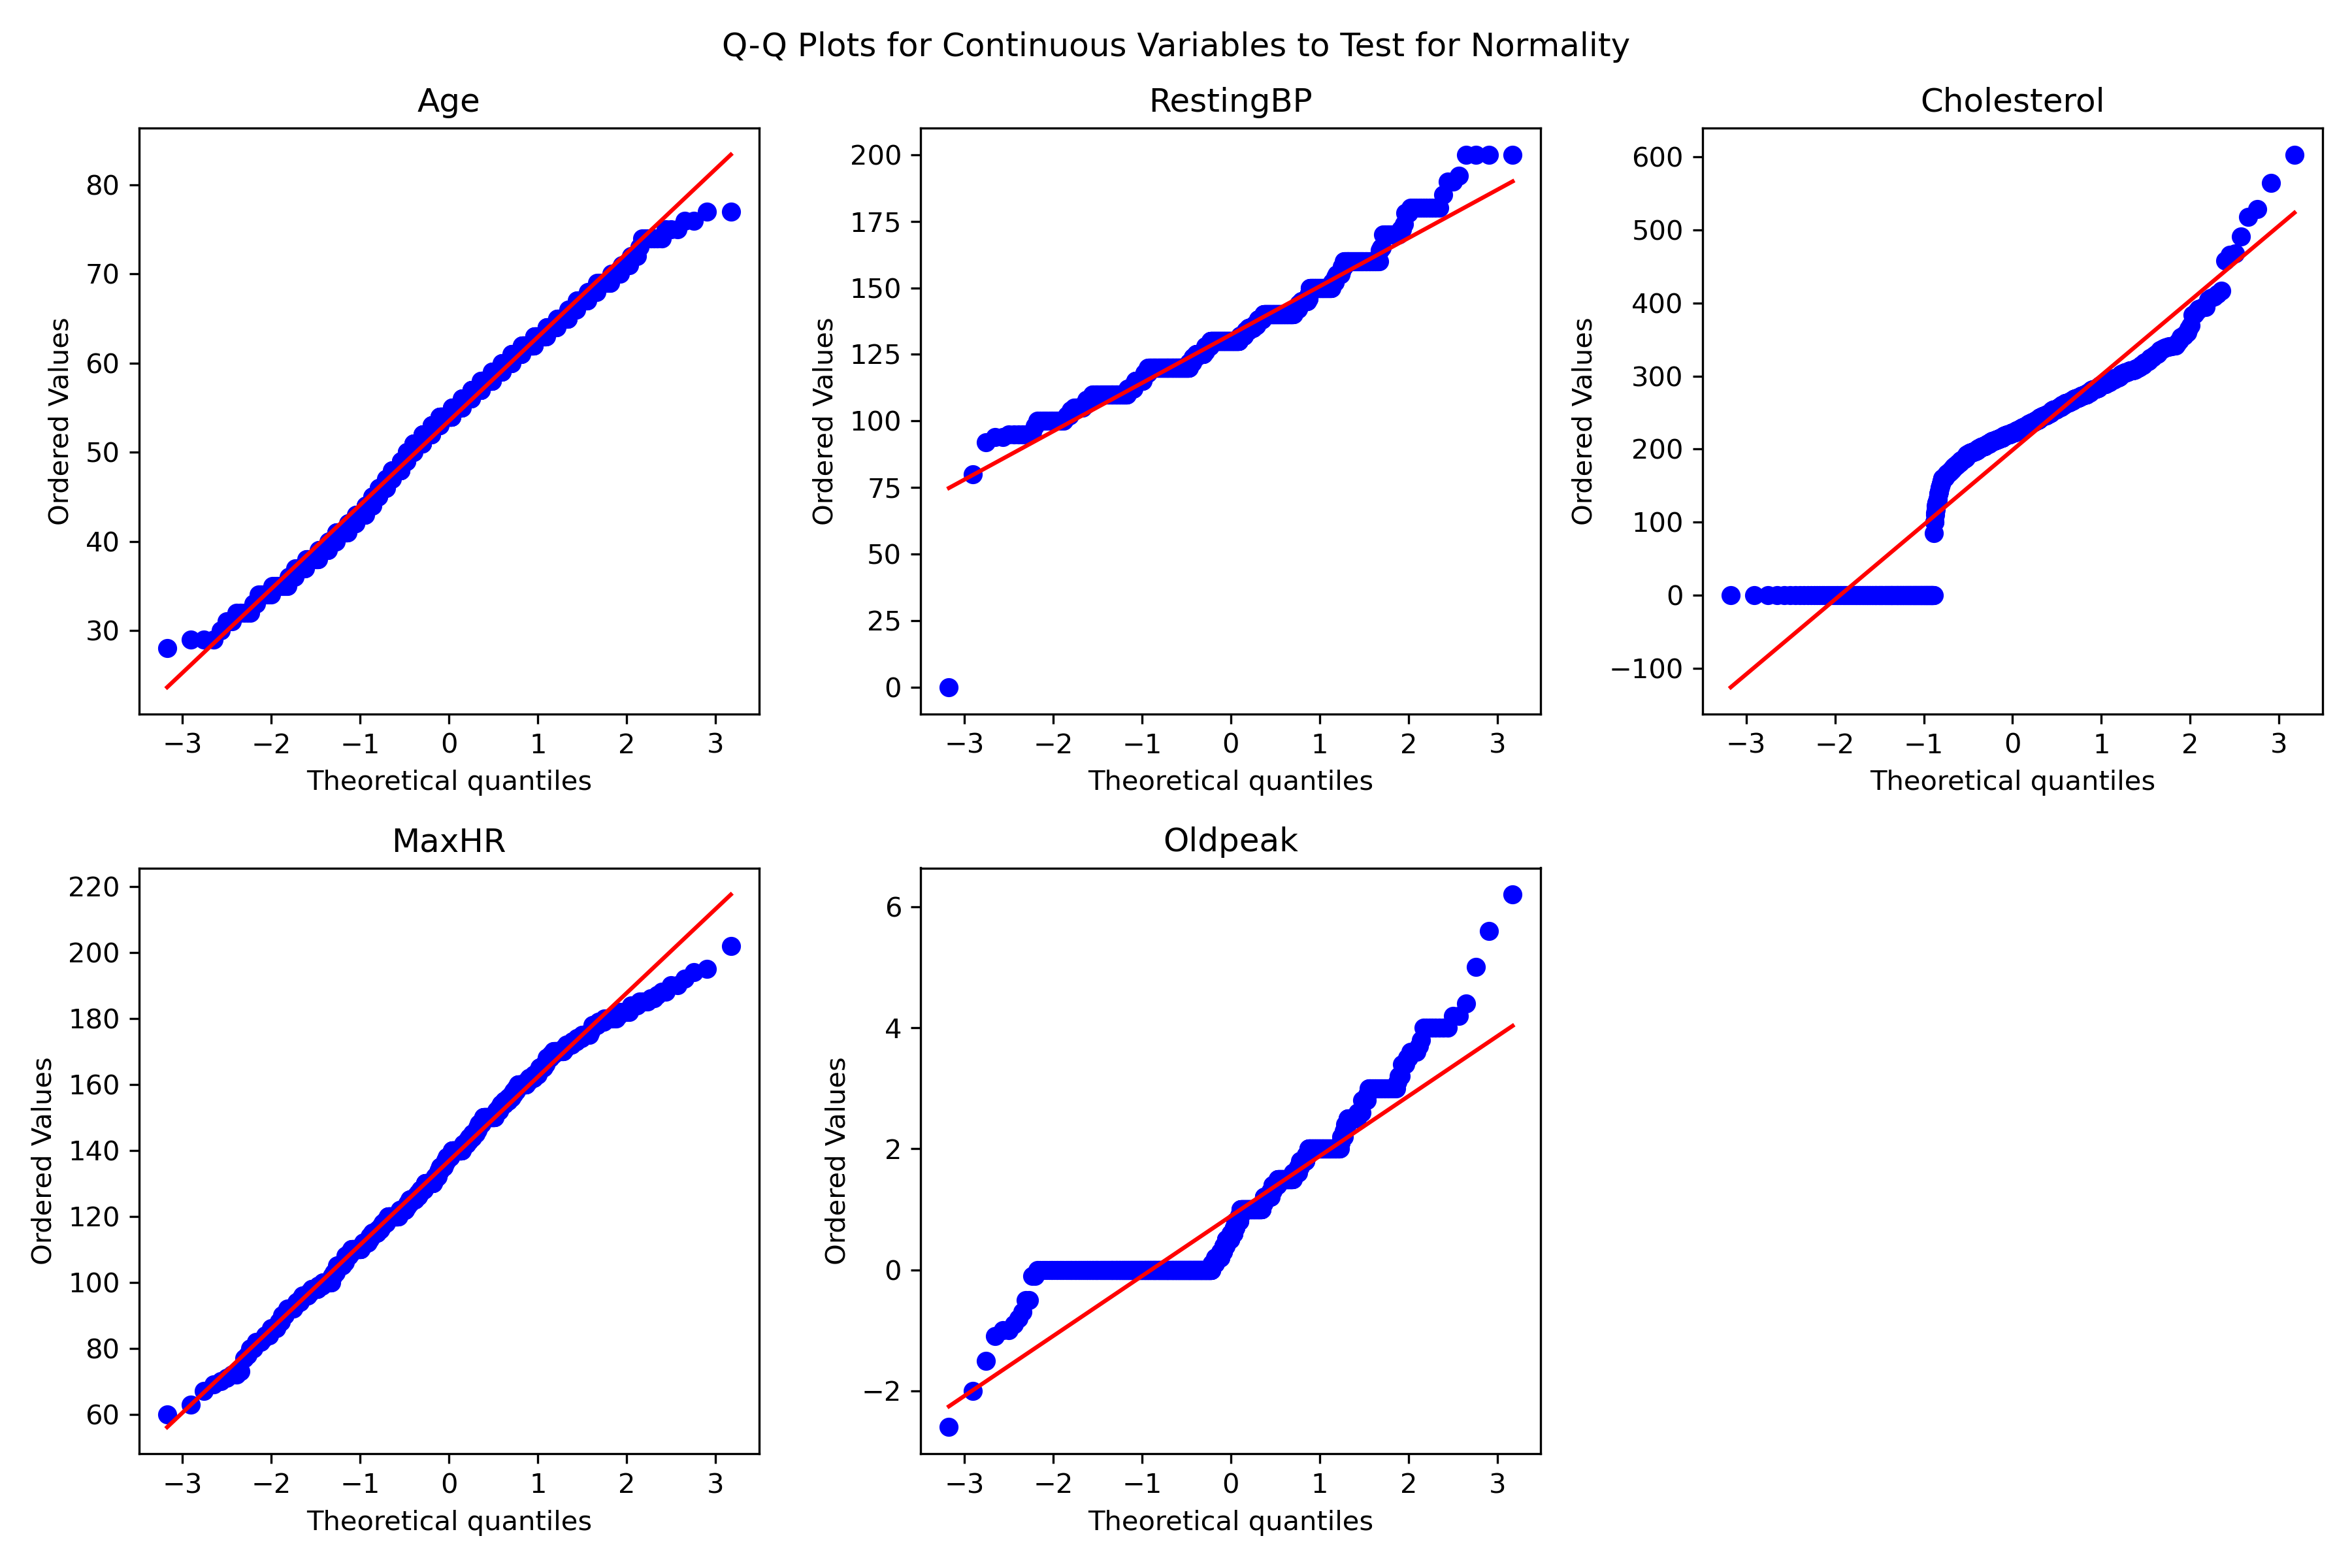 Q-Q Plots for Continuous Variables to Test for Normality
Age
80
70
60
50
40
30
Ordered Values
−3 −2 −1 0 1 2 3
Theoretical quantiles
RestingBP
200
175
150
125
100
75
50
25
0
Ordered Values
−3 −2 −1 0 1 2 3
Theoretical quantiles
Cholesterol
600
500
400
300
200
100
0
−100
Ordered Values
−3 −2 −1 0 1 2 3
Theoretical quantiles
MaxHR
220
200
180
160
140
120
100
80
60
Ordered Values
−3 −2 −1 0 1 2 3
Theoretical quantiles
Oldpeak
6
4
2
0
−2
Ordered Values
−3 −2 −1 0 1 2 3
Theoretical quantiles